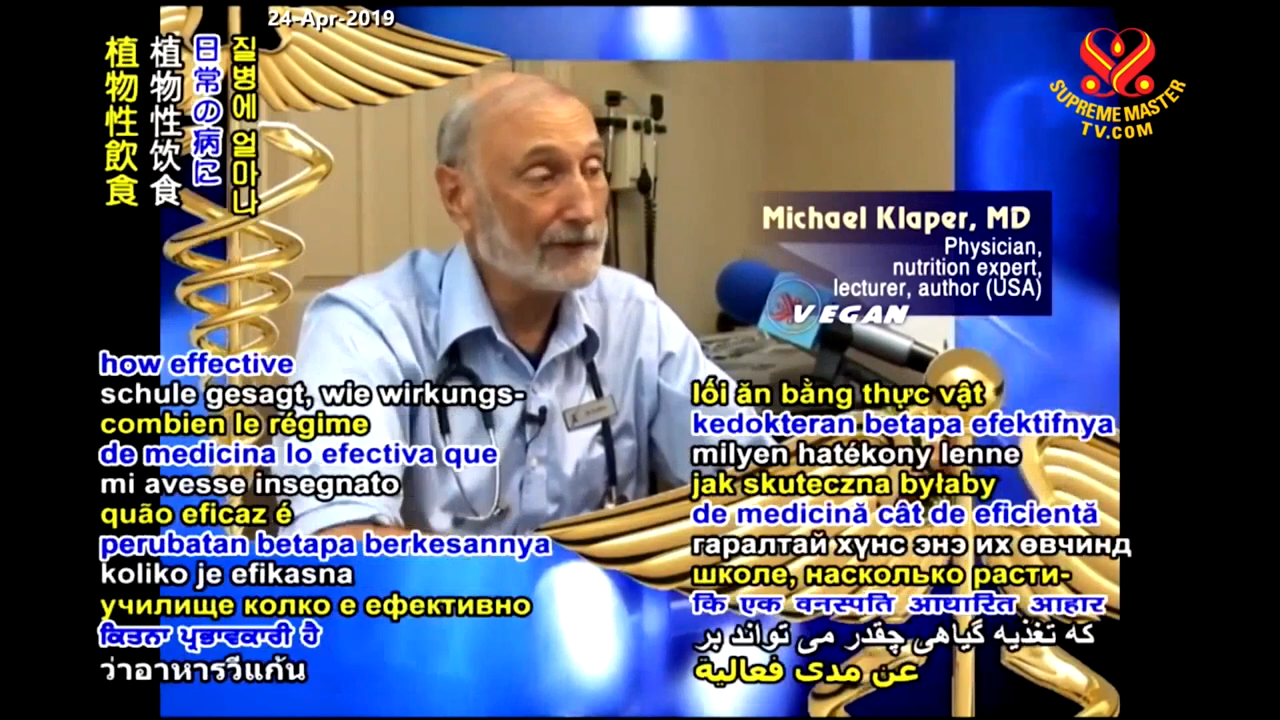 24-Apr-2019
질병에 얼마나
日常の病に
植物性饮食
植物性飲食
SUPREME MASTER
TV.COM
Michael Klaper, MD
Physician,
nutrition expert,
lecturer, author (USA)
VEGAN
how effective
schule gesagt, wie wirkungs-
combien le régime
de medicina lo efectiva que
mi avesse insegnato
quão eficaz é
perubatan betapa berkesannya
koliko je efikasna
училище колко е ефективно
ਕਿਤਨਾ ਪ੍ਰਭਾਵਕਾਰੀ ਹੈ
ว่าอาหารวีแก้น
lối ăn bằng thực vật
kedokteran betapa efektifnya
milyen hatékony lenne
jak skuteczna byłaby
de medicină cât de eficientă
гаралтай хүнс энэ их өвчинд
школе, насколько расти-
कि एक वनस्पति आधारित आहार
که تغذیه گیاهی چقدر می تواند بر
عن مدى فعالية